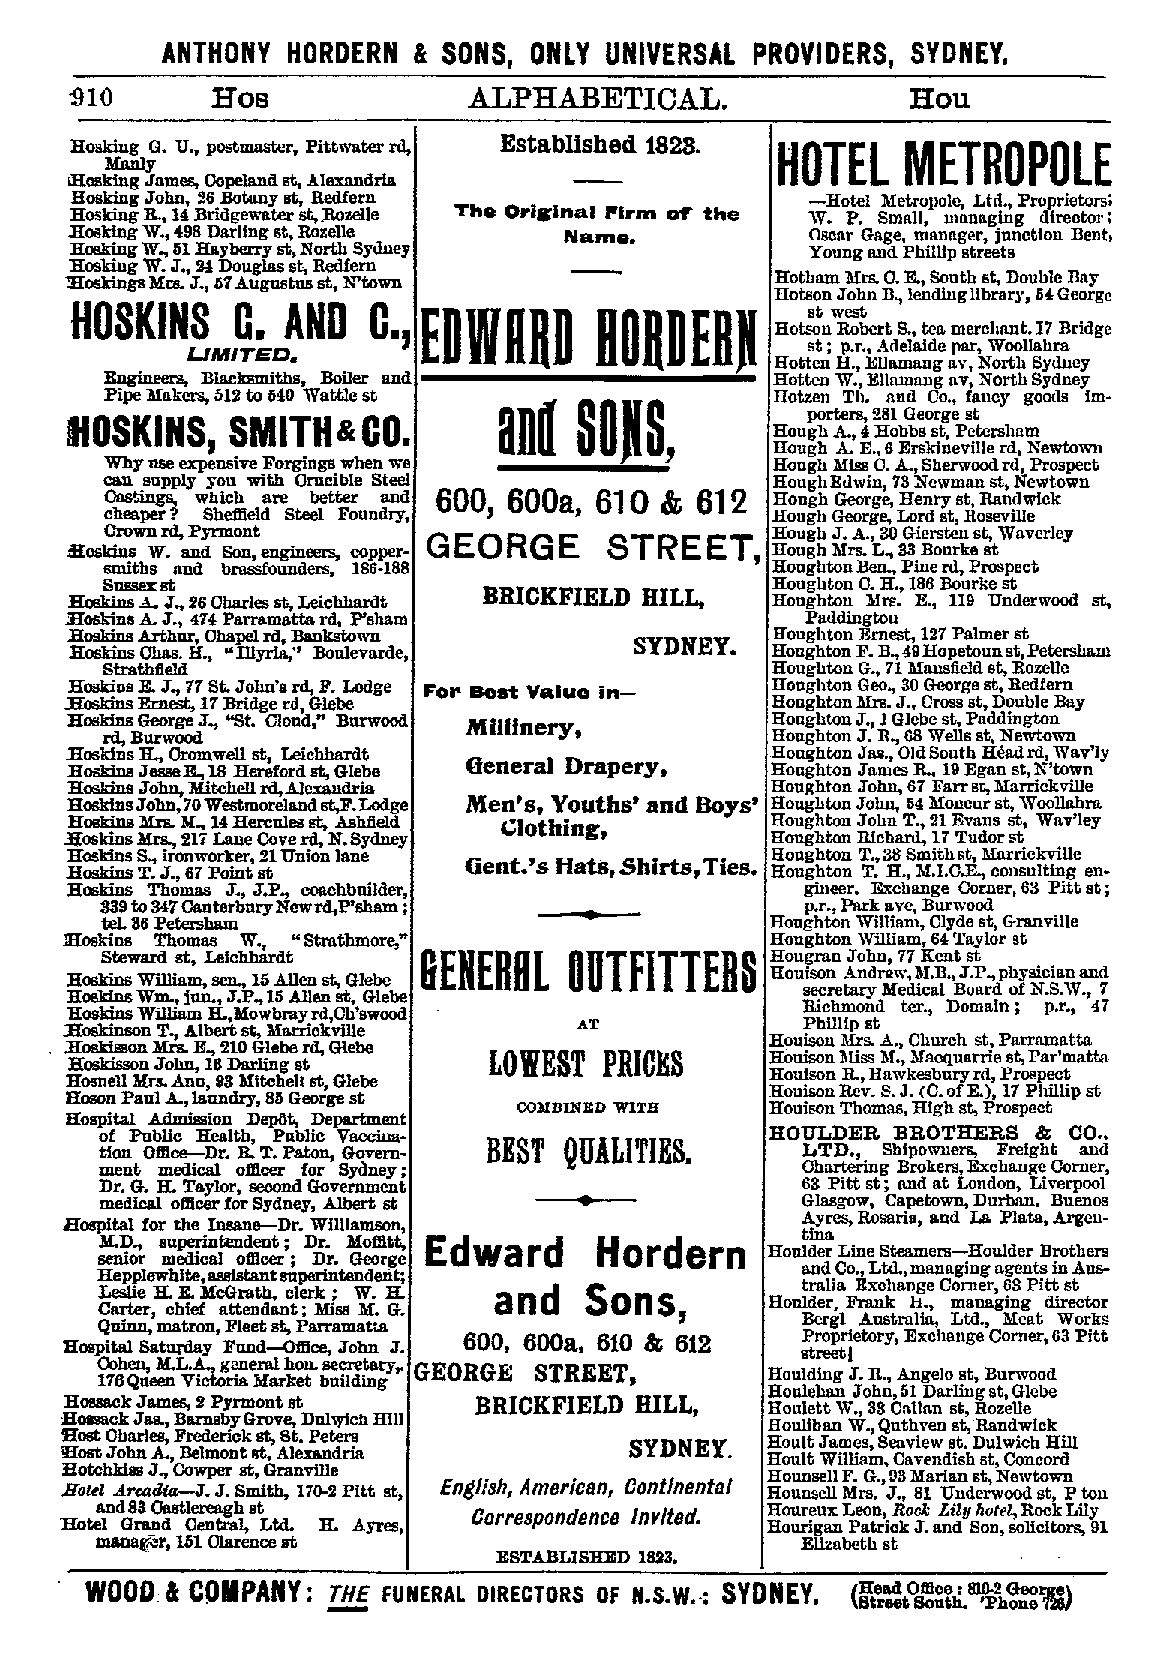 ANTHONY HORDERN & SONS, ONLY UNIVERSAL PROVIDERS, SYDNEY.
910 Hos ALPHABETICAL. Hou
Hosking G. U., postmaster, Pittwater rd,
Manly
Hosking James, Copeland st, Alexandria
Hosking John, 26 Botany st, Redfern
Hosking R., 14 Bridgewater st, Rozelle
Hosking W., 498 Darling st, Rozelle
Hosking W., 51 Hayberry st, North Sydney
Hosking W. J., 24 Douglas st, Redfern
Hoskings Mrs. J., 57 Augustus st, N'town
HOSKINS G. AND C.,
LIMITED.
Engineers, Blacksmiths, Boiler and
Pipe Makers, 512 to 540 Wattle st
HOSKINS, SMITH & CO.
Why use expensive Forgings when we
can supply you with Crucible Steel
Castings, which are better and
cheaper? Sheffield Steel Foundry,
Crown rd, Pyrmont
Hoskins W. and Son, engineers, copper-
smiths and brassfounders, 186-188
Sussex st
Hoskins A. J., 26 Charles st, Leichhardt
Hoskins A. J., 474 Parramatta rd, P'sham
Hoskins Arthur, Chapel rd, Bankstown
Hoskins Chas. H., "Illyria," Boulevarde,
Strathfield
Hoskins E. J., 77 St. John's rd, F. Lodge
Hoskins Ernest, 17 Bridge rd, Glebe
Hoskins George J., "St. Cloud," Burwood
rd, Burwood
Hoskins H., Cromwell st, Leichhardt
Hoskins Jesse E., 18 Hereford st, Glebe
Hoskins John, Mitchell rd, Alexandria
Hoskins John, 70 Westmoreland st, F. Lodge
Hoskins Mrs. M., 14 Hercules st, Ashfield
Hoskins Mrs., 217 Lane Cove rd, N. Sydney
Hoskins S., ironworker, 21 Union lane
Hoskins T. J., 67 Point st
Hoskins Thomas J., J.P., coachbuilder,
339 to 347 Canterbury New rd, P'sham;
tel. 36 Petersham
Hoskins Thomas W., "Strathmore,"
Steward st, Leichhardt
Hoskins William, sen., 15 Allen st, Glebe
Hoskins Wm., jun., J.P., 15 Allen st, Glebe
Hoskins William H., Mowbray rd, Ch'swood
Hoskinson T., Albert st, Marrickville
Hoskisson Mrs. E., 210 Glebe rd, Glebe
Hoskisson John, 18 Darling st
Hosnell Mrs. Ann, 93 Mitchell st, Glebe
Hoson Paul A., laundry, 85 George st
Hospital Admission Depôt, Department
of Public Health, Public Vaccina-
tion Office—Dr. R. T. Paton, Govern-
ment medical officer for Sydney;
Dr. G. H. Taylor, second Government
medical officer for Sydney, Albert st
Hospital for the Insane—Dr. Williamson,
M.D., superintendent; Dr. Moffitt,
senior medical officer; Dr. George
Hepplewhite, assistant superintendent;
Leslie H. E. McGrath, clerk; W. H.
Carter, chief attendant; Miss M. G.
Quinn, matron, Fleet st, Parramatta
Hospital Saturday Fund—Office, John J.
Cohen, M.L.A., general hon. secretary,
176 Queen Victoria Market building
Hossack James, 2 Pyrmont st
Hossack Jas., Barnsby Grove, Dulwich Hill
Host Charles, Frederick st, St. Peters
Host John A., Belmont st, Alexandria
Hotchkiss J., Cowper st, Granville
Hotel Arcadia—J. J. Smith, 170-2 Pitt st,
and 83 Castlereagh st
Hotel Grand Central, Ltd. H. Ayres,
manager, 151 Clarence st
Established 1823.
The Original Firm of the
Name.
EDWARD HORDERN
and SONS,
600, 600a, 610 & 612
GEORGE STREET,
BRICKFIELD HILL,
SYDNEY.
For Best Value in—
Millinery,
General Drapery,
Men's, Youths' and Boys'
Clothing,
Gent.'s Hats, Shirts, Ties.
GENERAL OUTFITTERS
AT
LOWEST PRICES
COMBINED WITH
BEST QUALITIES.
Edward Hordern
and Sons,
600, 600a, 610 & 612
GEORGE STREET,
BRICKFIELD HILL,
SYDNEY.
English, American, Continental
Correspondence Invited.
ESTABLISHED 1823.
HOTEL METROPOLE
—Hotel Metropole, Ltd., Proprietors;
W. P. Small, managing director;
Oscar Gage, manager, junction Bent,
Young and Phillip streets
Hotham Mrs. C. E., South st, Double Bay
Hotson John B., lending library, 54 George
st west
Hotson Robert S., tea merchant. 17 Bridge
st; p.r., Adelaide par, Woollahra
Hotten H., Ellamang av, North Sydney
Hotten W., Ellamang av, North Sydney
Hotzen Th. and Co., fancy goods im-
porters, 281 George st
Hough A., 4 Hobbs st, Petersham
Hough A. E., 6 Erskineville rd, Newtown
Hough Miss C. A., Sherwood rd, Prospect
Hough Edwin, 73 Newman st, Newtown
Hough George, Henry st, Randwick
Hough George, Lord st, Roseville
Hough J. A., 30 Giersten st, Waverley
Hough Mrs. L., 33 Bourke st
Houghton Ben., Pine rd, Prospect
Houghton C. H., 186 Bourke st
Houghton Mrs. E., 119 Underwood st,
Paddington
Houghton Ernest, 127 Palmer st
Houghton F. B., 49 Hopetoun st, Petersham
Houghton G., 71 Mansfield st, Rozelle
Houghton Geo., 30 George st, Redfern
Houghton Mrs. J., Cross st, Double Bay
Houghton J., 1 Glebe st, Paddington
Houghton J. R., 68 Wells st, Newtown
Houghton Jas., Old South Head rd, Wav'ly
Houghton James R., 19 Egan st, N'town
Houghton John, 67 Farr st, Marrickville
Houghton John, 54 Moncur st, Woollahra
Houghton John T., 21 Evans st, Wav'ley
Houghton Richard, 17 Tudor st
Houghton T., 38 Smith st, Marrickville
Houghton T. H., M.I.C.E., consulting en-
gineer. Exchange Corner, 63 Pitt st;
p.r., Park ave, Burwood
Houghton William, Clyde st, Granville
Houghton William, 64 Taylor st
Hougran John, 77 Kent st
Houison Andrew, M.B., J.P., physician and
secretary Medical Board of N.S.W., 7
Richmond ter., Domain; p.r., 47
Phillip st
Houison Mrs. A., Church st, Parramatta
Houison Miss M., Macquarrie st, Par'matta
Houison R., Hawkesbury rd, Prospect
Houison Rev. S. J. (C. of E.), 17 Phillip st
Houison Thomas, High st, Prospect
HOULDER BROTHERS & CO.,
LTD., Shipowners, Freight and
Chartering Brokers, Exchange Corner,
63 Pitt st; and at London, Liverpool
Glasgow, Capetown, Durban. Buenos
Ayres, Rosaria, and La Plata, Argen-
tina
Houlder Line Steamers—Houlder Brothers
and Co., Ltd., managing agents in Aus-
tralia Exchange Corner, 63 Pitt st
Houlder, Frank H., managing director
Bergl Australia, Ltd., Meat Works
Proprietory, Exchange Corner, 63 Pitt
street
Houlding J. R., Angelo st, Burwood
Houlehan John, 51 Darling st, Glebe
Houlett W., 38 Callan st, Rozelle
Houlihan W., Quthven st, Randwick
Hoult James, Seaview st. Dulwich Hill
Hoult William, Cavendish st, Concord
Hounsell F. G., 93 Marian st, Newtown
Hounsell Mrs. J., 81 Underwood st, P ton
Houreux Leon, Rock Lily hotel, Rock Lily
Hourigan Patrick J. and Son, solicitors, 91
Elizabeth st
WOOD & COMPANY: THE FUNERAL DIRECTORS OF N.S.W.: SYDNEY. (Head Office: 810-2 George
Street South. 'Phone 726)